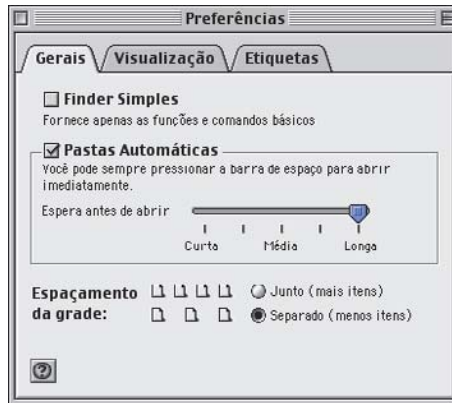 Preferências
Gerais Visualização Etiquetas
Finder Simples
Fornece apenas as funções e comandos básicos
Pastas Automáticas
Você pode sempre pressionar a barra de espaço para abrir
imediatamente.
Espera antes de abrir
Curta Média Longa
Espaçamento
da grade:
Junto (mais itens)
Separado (menos itens)
?